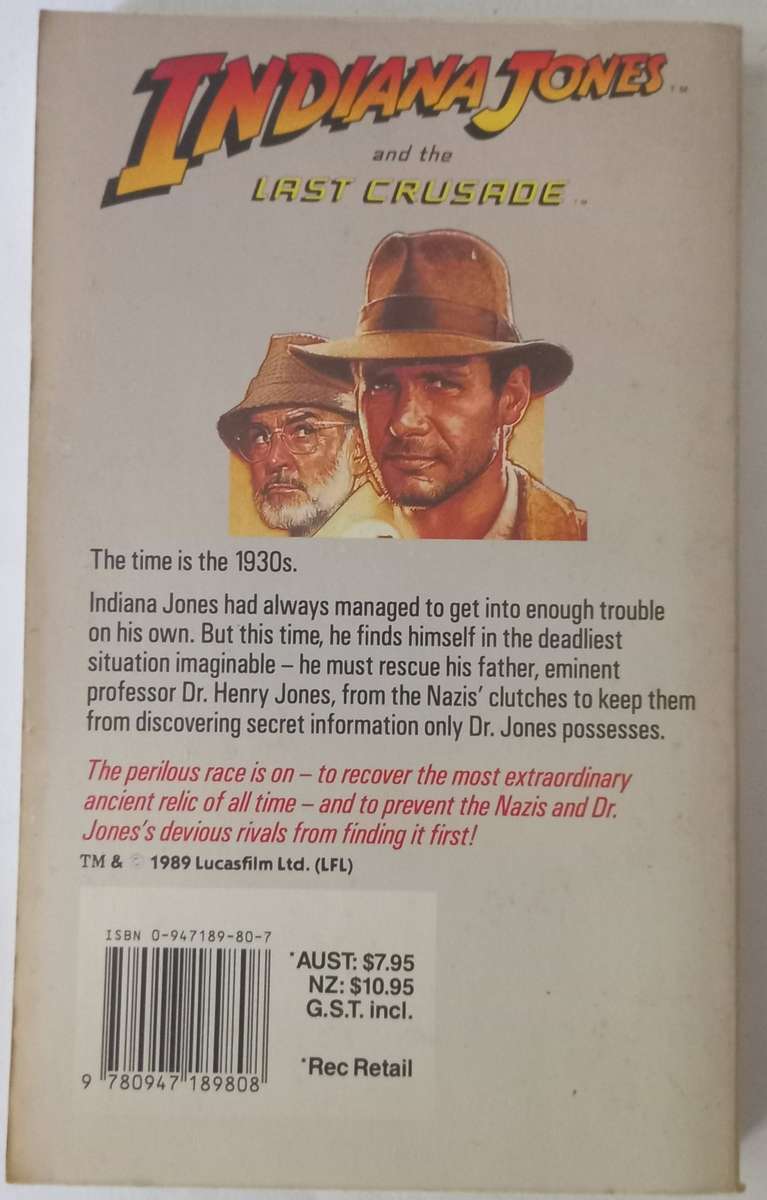 INDIANA JONES ™
and the
LAST CRUSADE ™
The time is the 1930s.
Indiana Jones had always managed to get into enough trouble
on his own. But this time, he finds himself in the deadliest
situation imaginable – he must rescue his father, eminent
professor Dr. Henry Jones, from the Nazis' clutches to keep them
from discovering secret information only Dr. Jones possesses.
The perilous race is on – to recover the most extraordinary
ancient relic of all time – and to prevent the Nazis and Dr.
Jones's devious rivals from finding it first!
TM & © 1989 Lucasfilm Ltd. (LFL)
ISBN 0-947189-80-7
*AUST: $7.95
NZ: $10.95
G.S.T. incl.
*Rec Retail
9 780947 189808